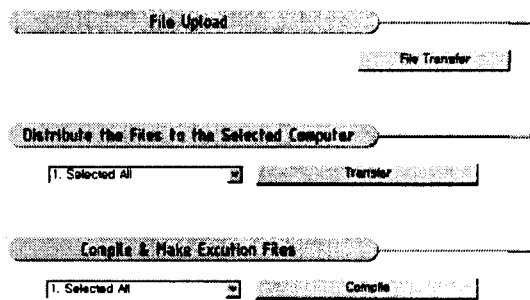 File Upload
File Transfer
Distribute the Files to the Selected Computer
1. Selected All
Transfer
Compile & Make Excution Files
1. Selected All
Compile